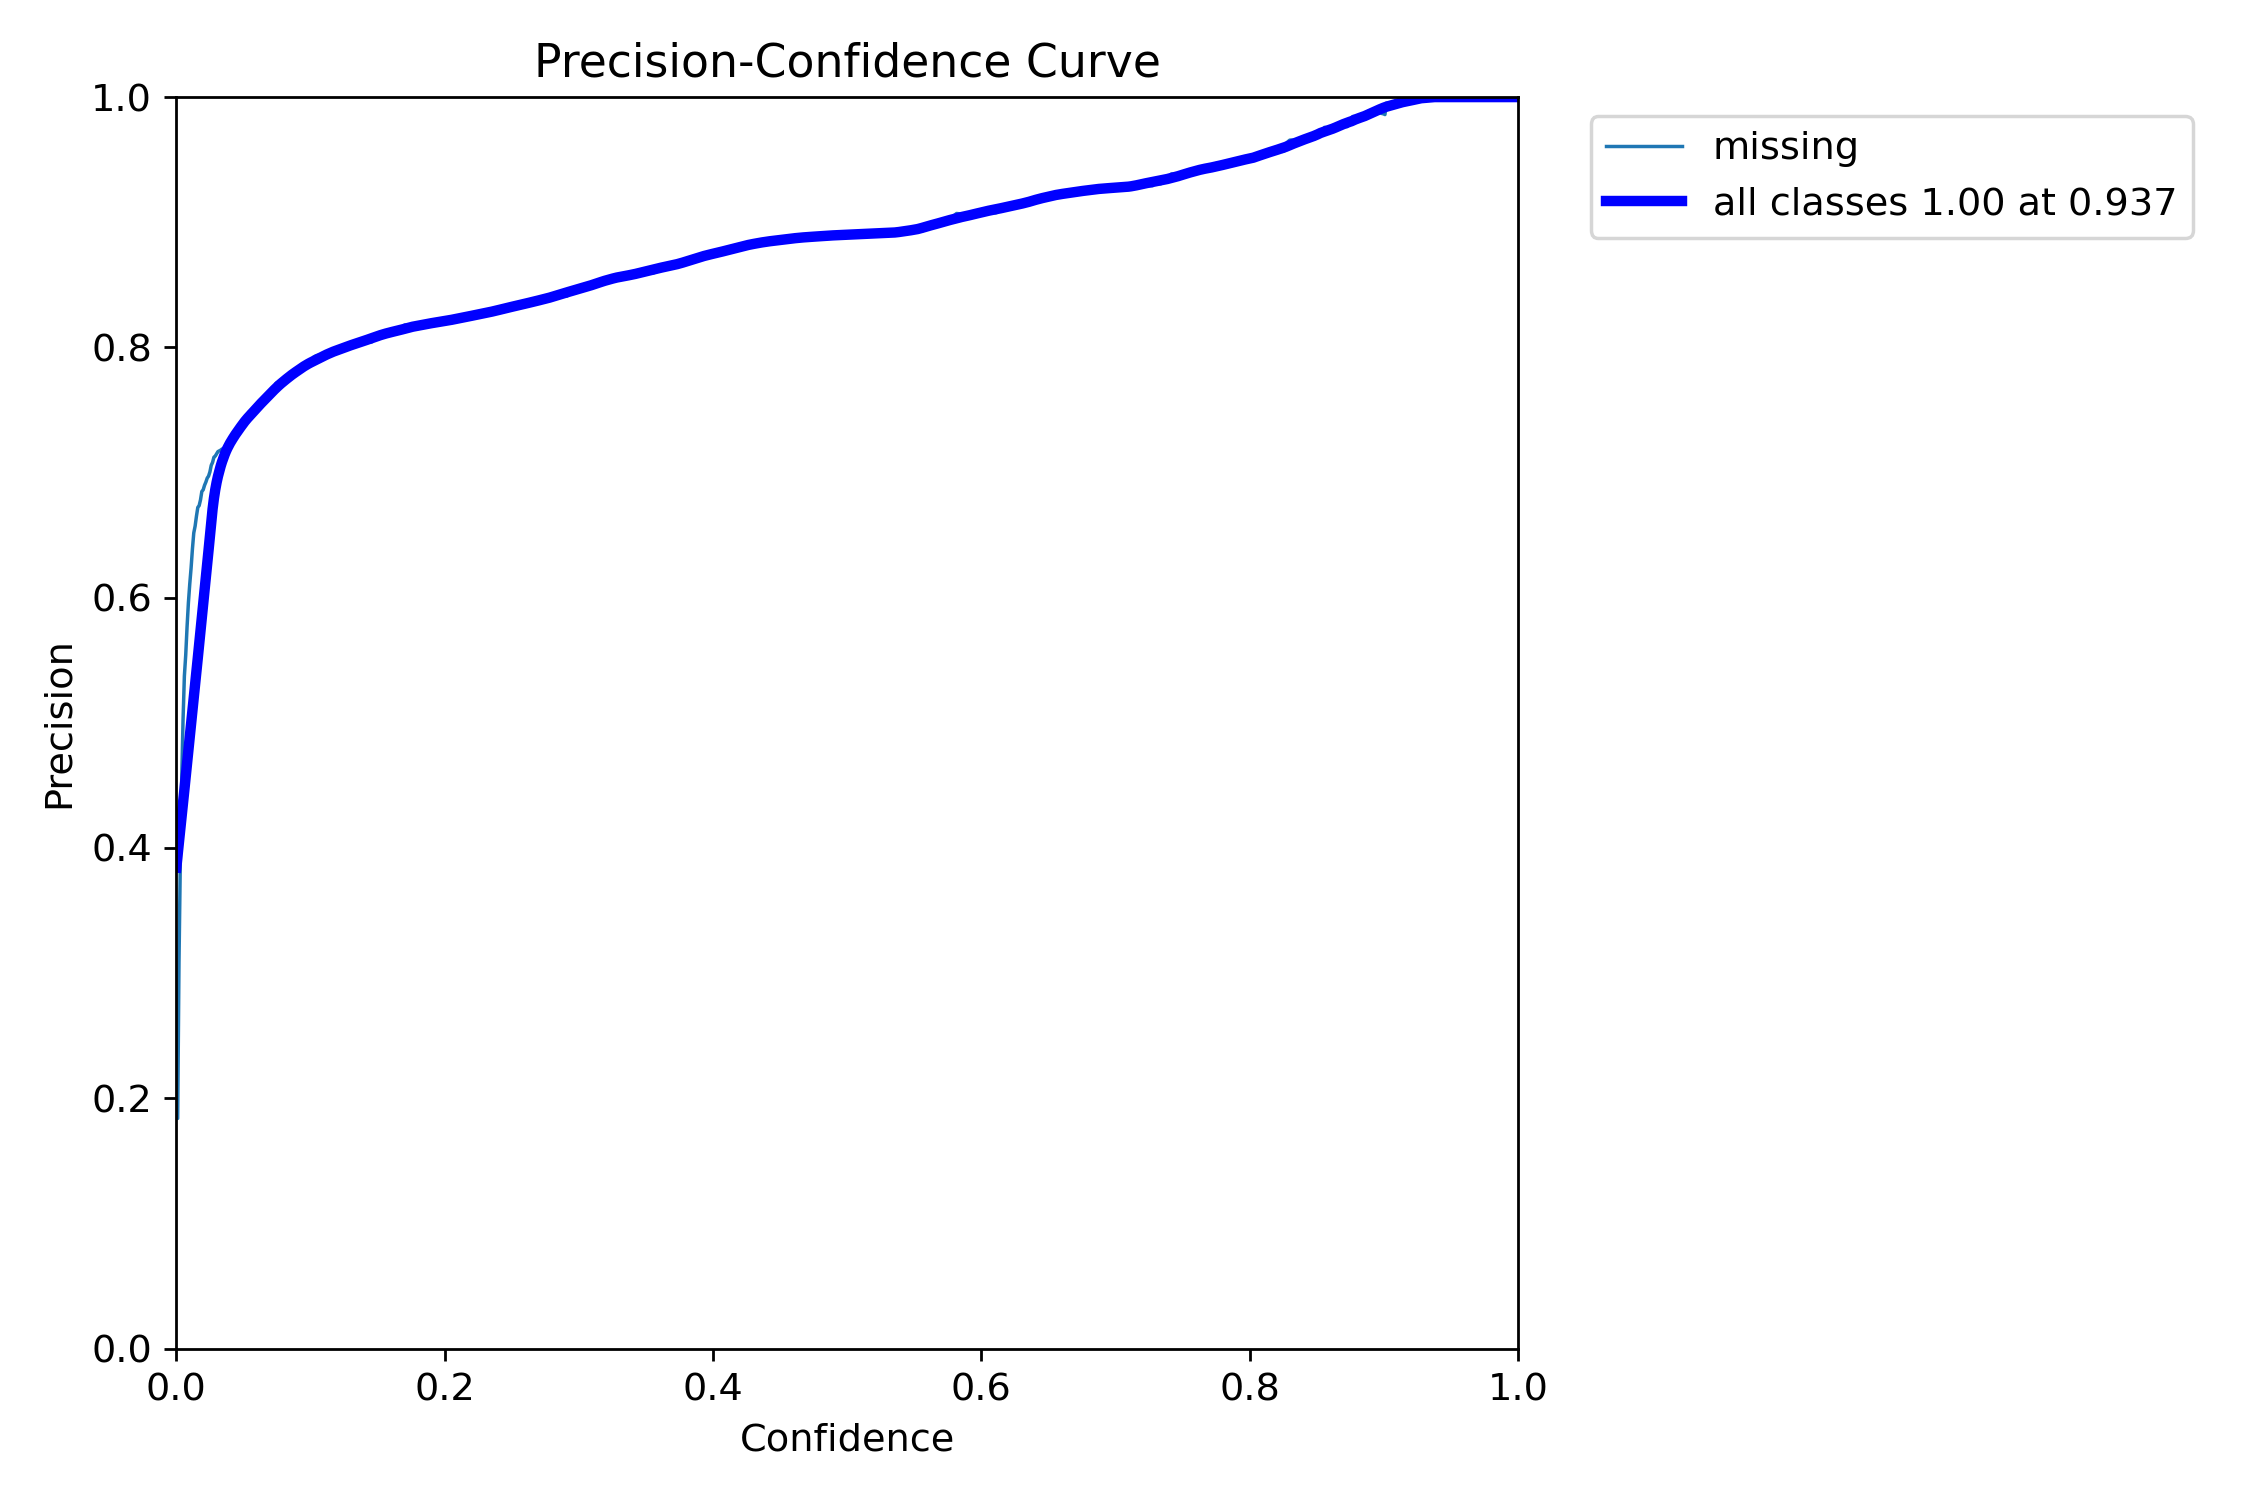 Precision-Confidence Curve
1.0
0.8
0.6
0.4
0.2
0.0
Precision
0.0 0.2 0.4 0.6 0.8 1.0
Confidence
missing
all classes 1.00 at 0.937